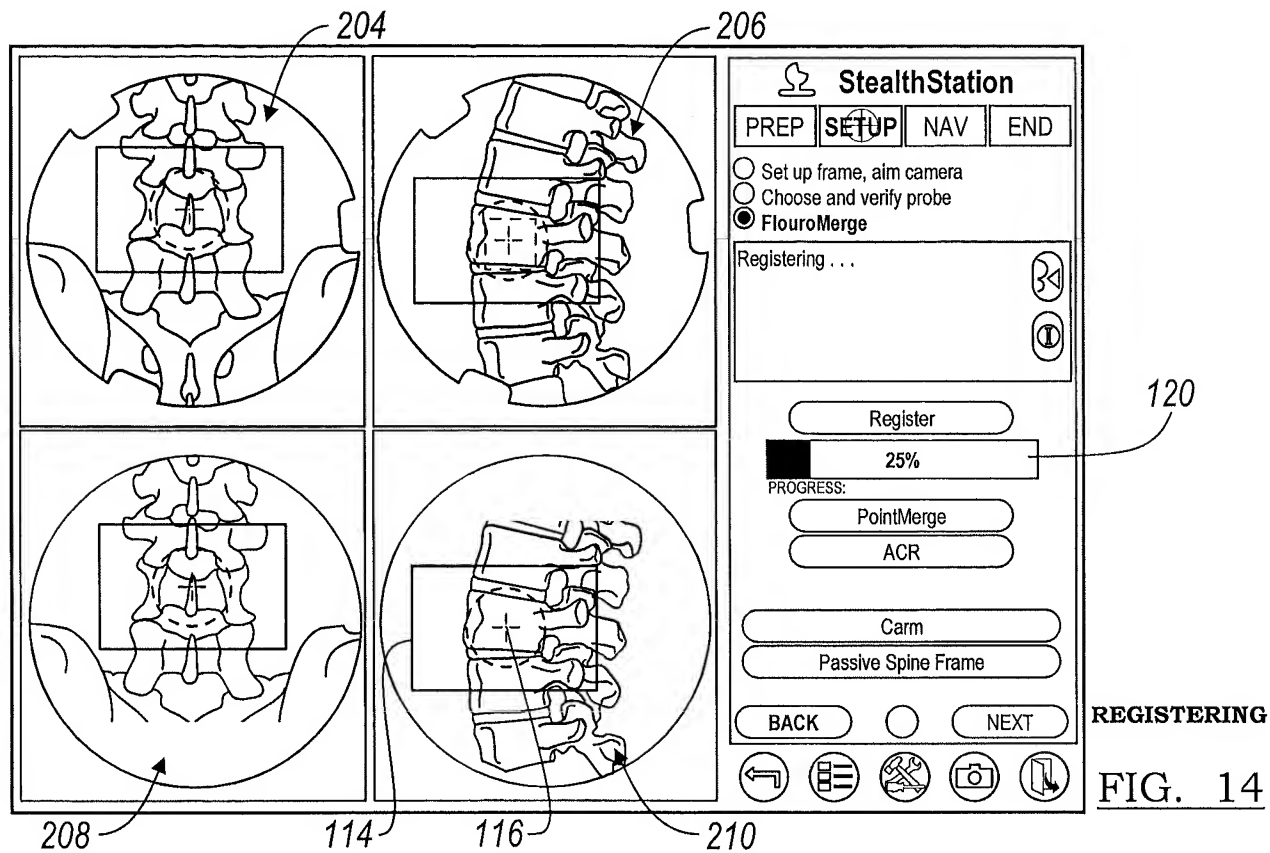 204
206
StealthStation
PREP SETUP NAV END
Set up frame, aim camera
Choose and verify probe
FlouroMerge
Registering . . .
Register
120
25%
PROGRESS:
PointMerge
ACR
Carm
Passive Spine Frame
BACK NEXT
REGISTERING
FIG. 14
208
114
116
210